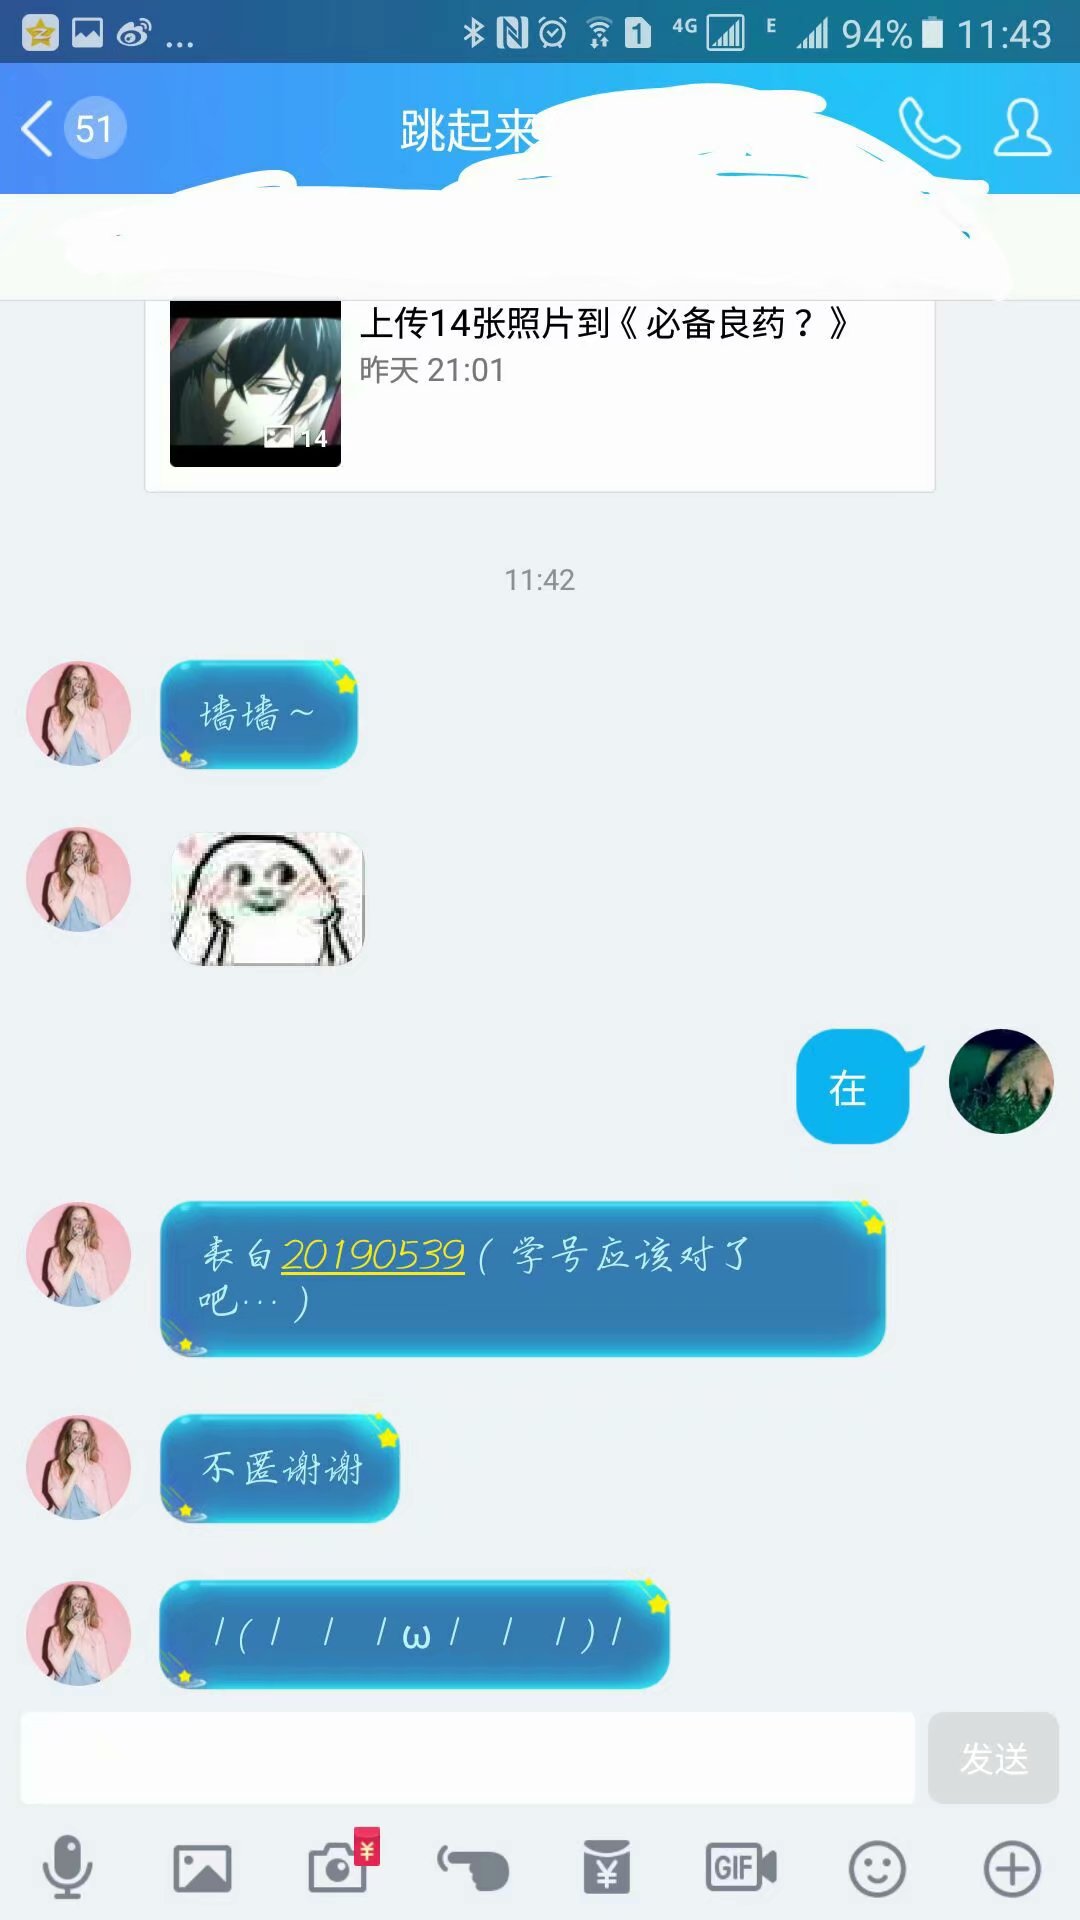 1 4G E 94% 11:43
51 跳起来
上传14张照片到《必备良药？》
昨天 21:01
14
11:42
墙墙～
在
表白20190539（学号应该对了
吧…）
不匿谢谢
/(/ / /ω/ / /)/
发送
¥
¥
GIF